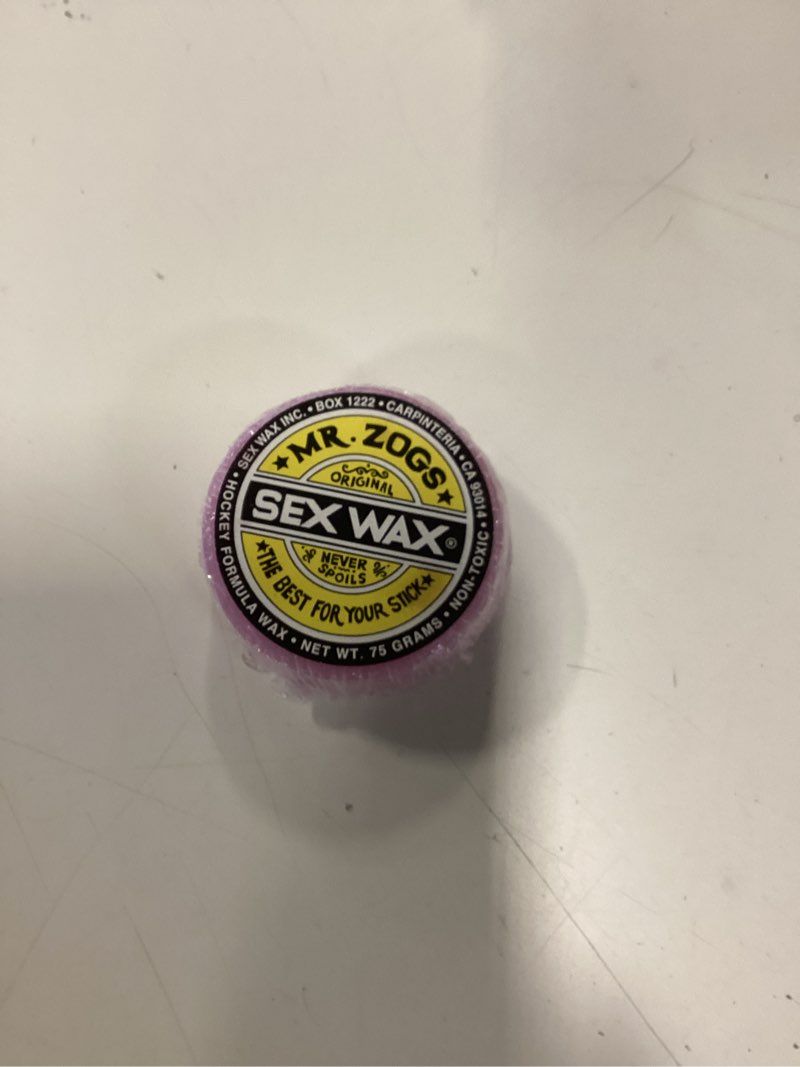 SEX WAX INC. • BOX 1222 • CARPINTERIA • CA 93014 •
★ MR. ZOGS ★
ORIGINAL
SEX WAX®
NEVER
SPOILS
★ THE BEST FOR YOUR STICK ★
HOCKEY FORMULA WAX • NET WT. 75 GRAMS • NON-TOXIC •